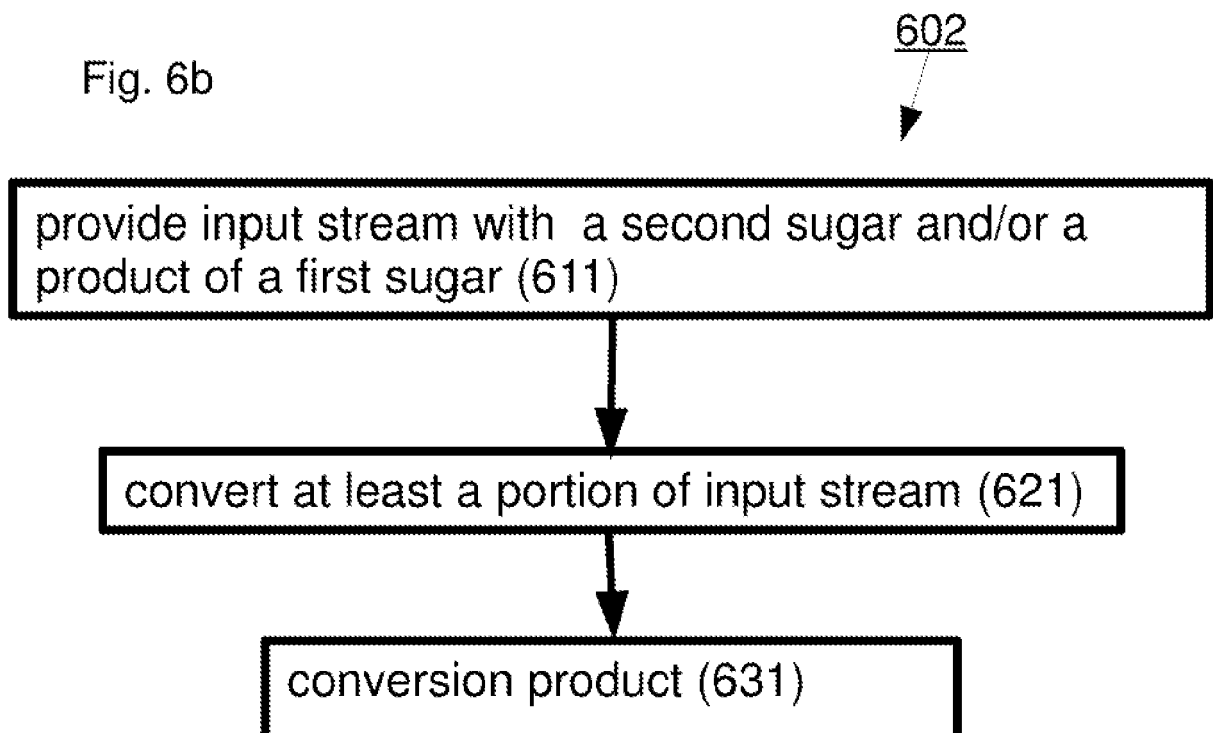 602
Fig. 6b
provide input stream with a second sugar and/or a
product of a first sugar (611)
convert at least a portion of input stream (621)
conversion product (631)